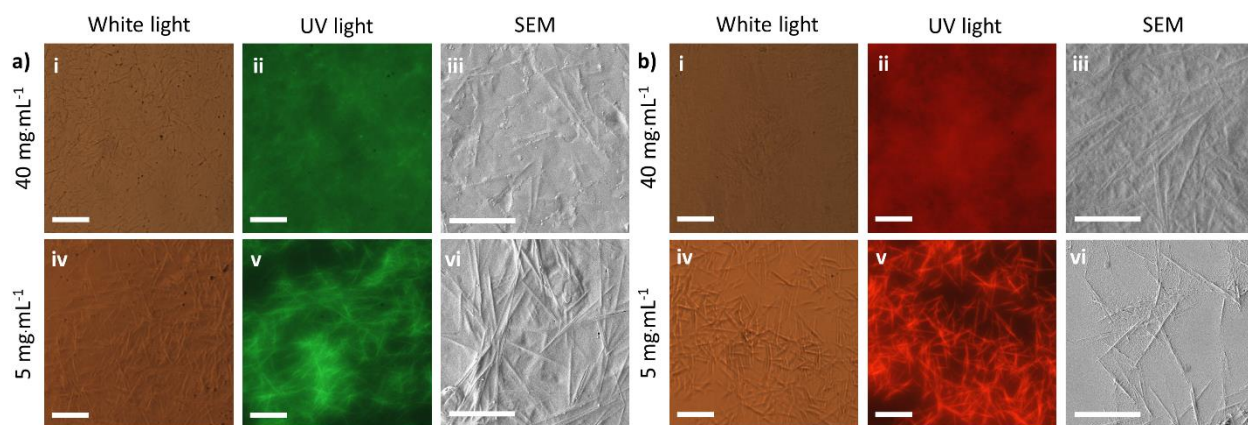 White light UV light SEM White light UV light SEM
a) i ii iii b) i ii iii
40 mg·mL⁻¹ 40 mg·mL⁻¹
iv v vi iv v vi
5 mg·mL⁻¹ 5 mg·mL⁻¹